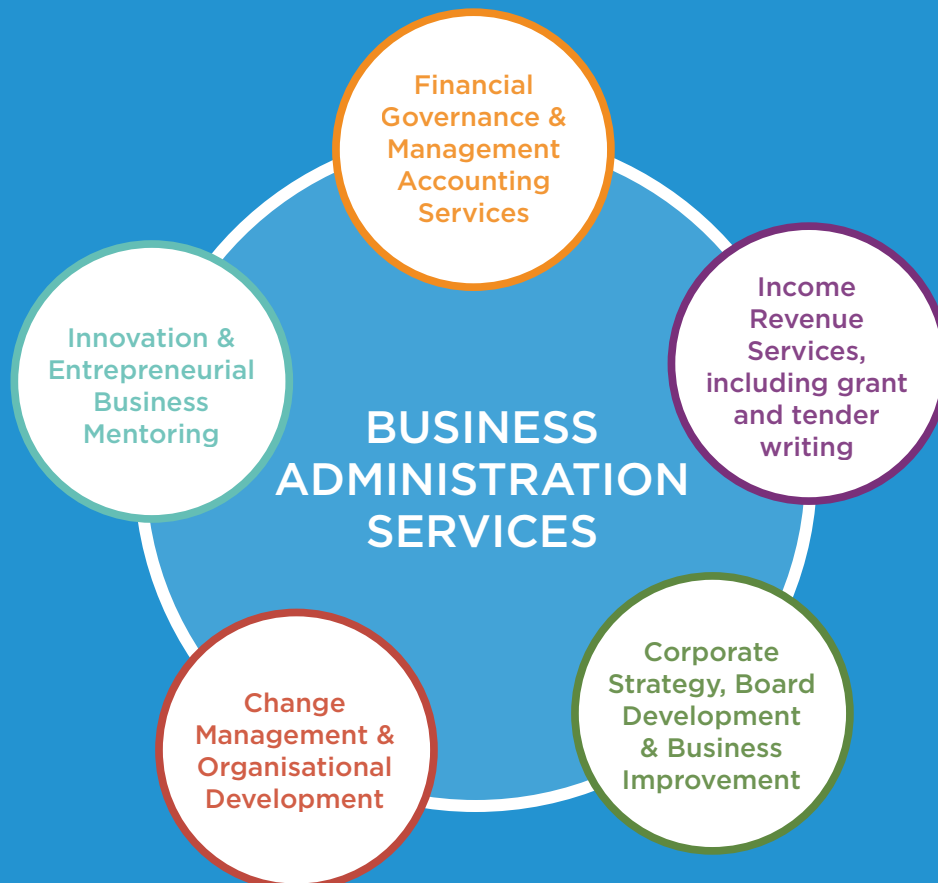 Financial
Governance &
Management
Accounting
Services
Income
Revenue
Services,
including grant
and tender
writing
Innovation &
Entrepreneurial
Business
Mentoring
BUSINESS
ADMINISTRATION
SERVICES
Corporate
Strategy, Board
Development
& Business
Improvement
Change
Management &
Organisational
Development